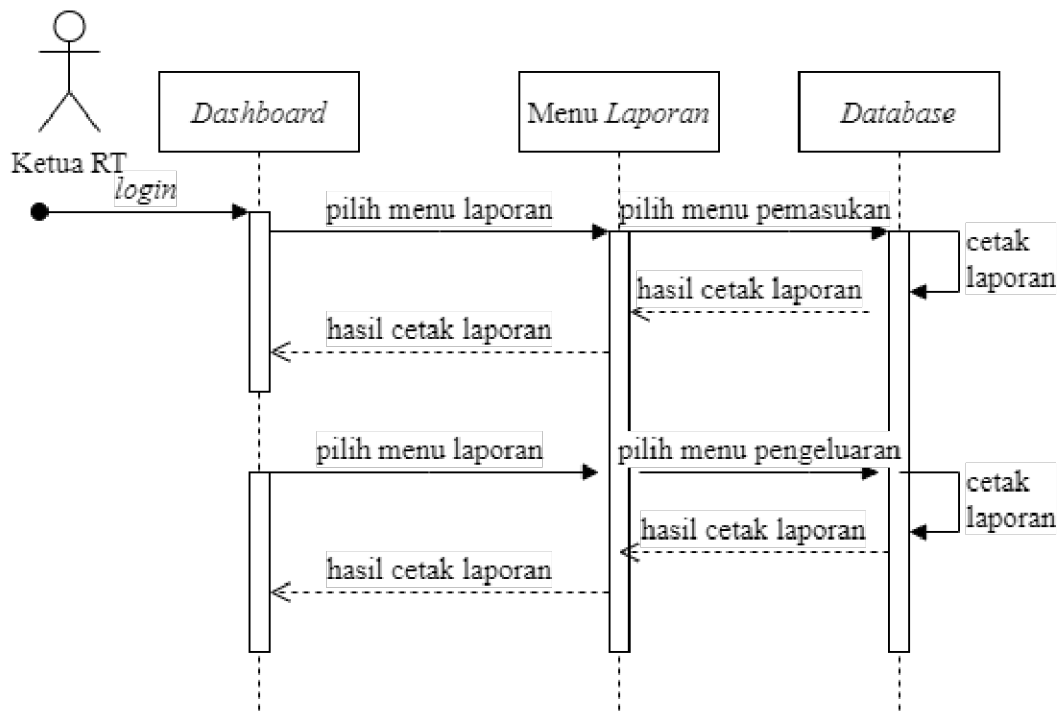 Dashboard
Menu Laporan
Database
Ketua RT
login
pilih menu laporan
pilih menu pemasukan
cetak
laporan
hasil cetak laporan
hasil cetak laporan
pilih menu laporan
pilih menu pengeluaran
cetak
laporan
hasil cetak laporan
hasil cetak laporan